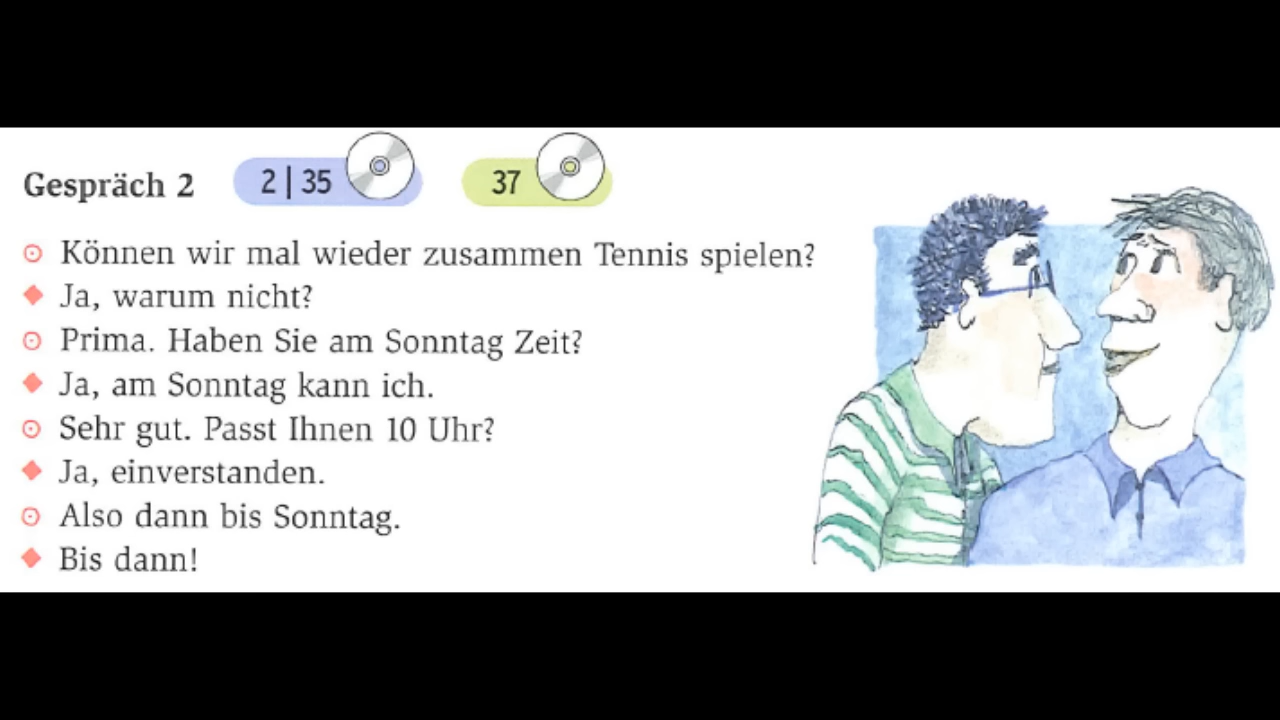 Gespräch 2 2 | 35 37
Können wir mal wieder zusammen Tennis spielen?
Ja, warum nicht?
Prima. Haben Sie am Sonntag Zeit?
Ja, am Sonntag kann ich.
Sehr gut. Passt Ihnen 10 Uhr?
Ja, einverstanden.
Also dann bis Sonntag.
Bis dann!